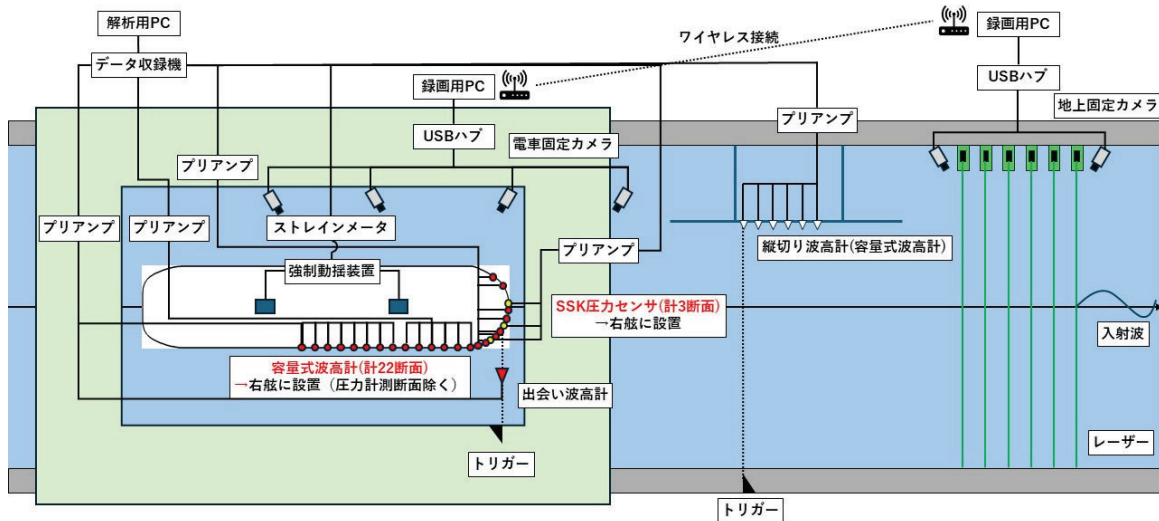 解析用PC
データ収録機
ワイヤレス接続
録画用PC
USBハブ
地上固定カメラ
録画用PC
USBハブ
電車固定カメラ
プリアンプ
プリアンプ
プリアンプ
プリアンプ
ストレインメータ
プリアンプ
縦切り波高計(容量式波高計)
強制動揺装置
SSK圧力センサ(計3断面)
→右舷に設置
入射波
容量式波高計(計22断面)
→右舷に設置（圧力計測断面除く）
出会い波高計
レーザー
トリガー
トリガー